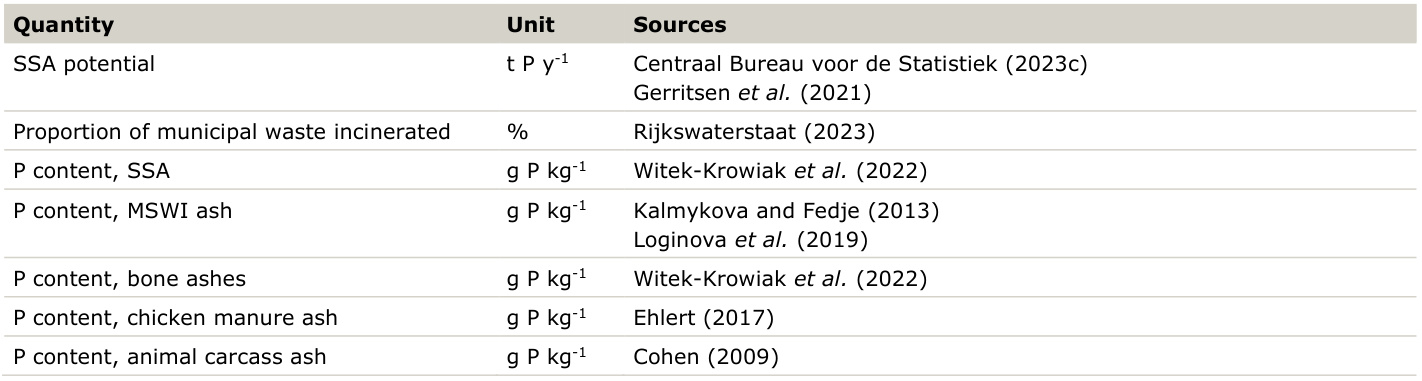 Quantity Unit Sources
SSA potential t P y-1 Centraal Bureau voor de Statistiek (2023c)
Gerritsen et al. (2021)
Proportion of municipal waste incinerated % Rijkswaterstaat (2023)
P content, SSA g P kg-1 Witek-Krowiak et al. (2022)
P content, MSWI ash g P kg-1 Kalmykova and Fedje (2013)
Loginova et al. (2019)
P content, bone ashes g P kg-1 Witek-Krowiak et al. (2022)
P content, chicken manure ash g P kg-1 Ehlert (2017)
P content, animal carcass ash g P kg-1 Cohen (2009)